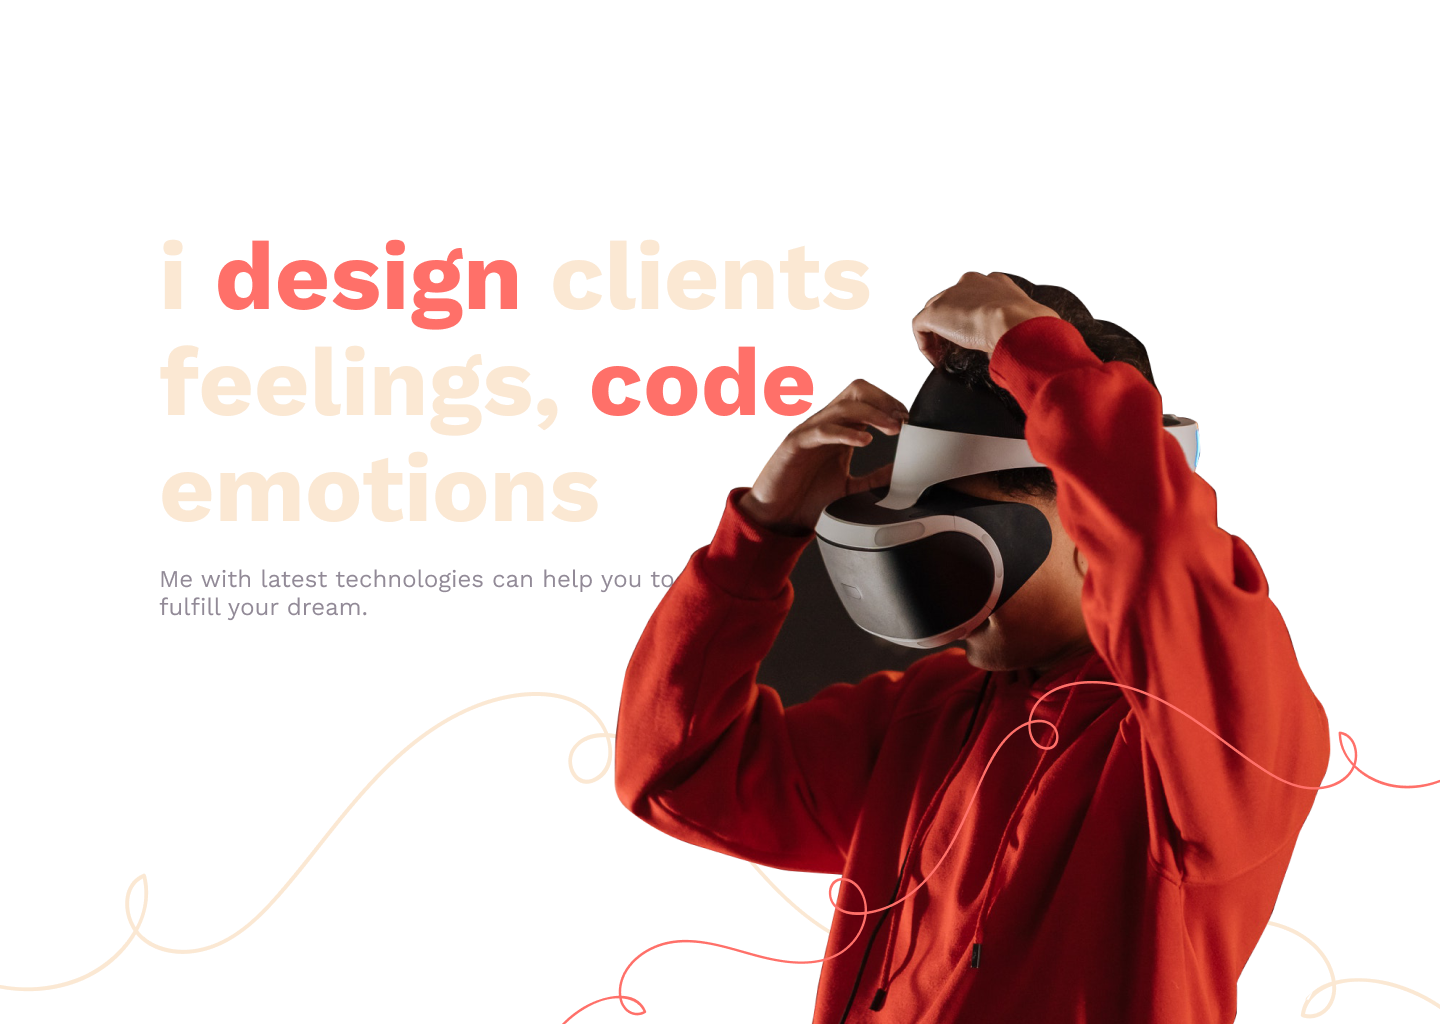 i design clients
feelings, code
emotions
Me with latest technologies can help you to
fulfill your dream.